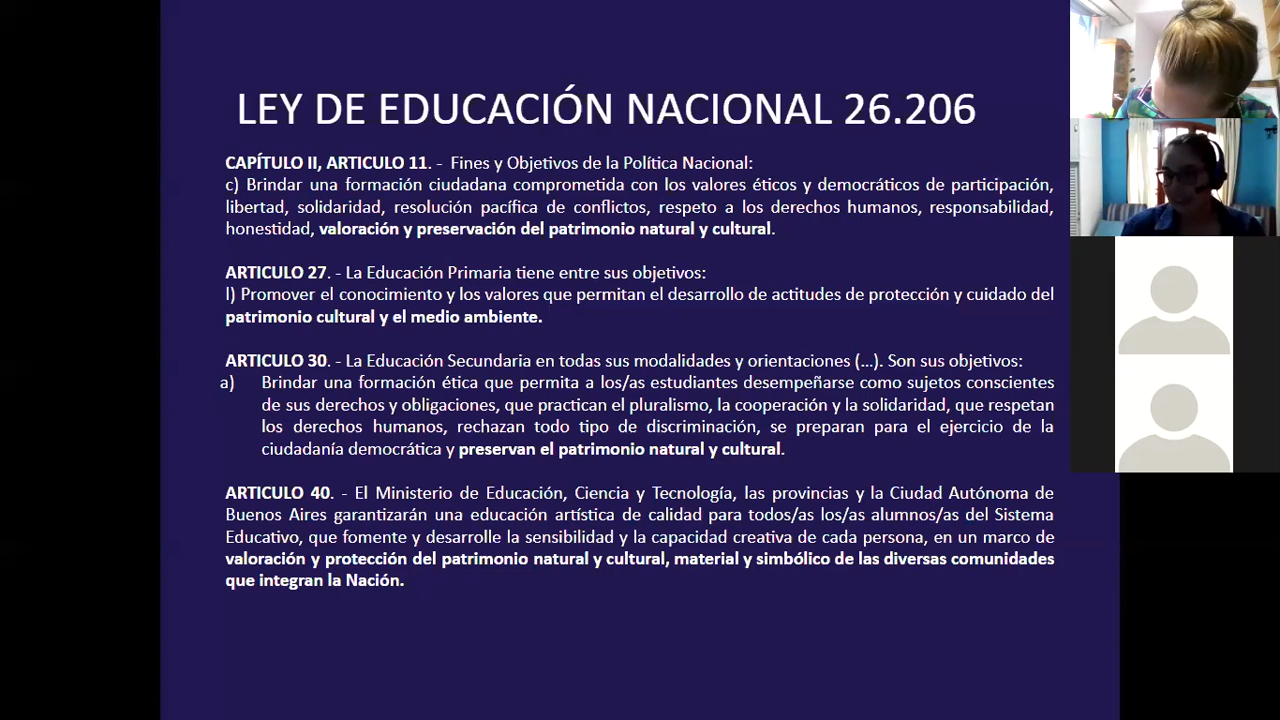 LEY DE EDUCACIÓN NACIONAL 26.206
CAPÍTULO II, ARTICULO 11. - Fines y Objetivos de la Política Nacional:
c) Brindar una formación ciudadana comprometida con los valores éticos y democráticos de participación,
libertad, solidaridad, resolución pacífica de conflictos, respeto a los derechos humanos, responsabilidad,
honestidad, valoración y preservación del patrimonio natural y cultural.
ARTICULO 27. - La Educación Primaria tiene entre sus objetivos:
l) Promover el conocimiento y los valores que permitan el desarrollo de actitudes de protección y cuidado del
patrimonio cultural y el medio ambiente.
ARTICULO 30. - La Educación Secundaria en todas sus modalidades y orientaciones (...). Son sus objetivos:
a) Brindar una formación ética que permita a los/as estudiantes desempeñarse como sujetos conscientes
de sus derechos y obligaciones, que practican el pluralismo, la cooperación y la solidaridad, que respetan
los derechos humanos, rechazan todo tipo de discriminación, se preparan para el ejercicio de la
ciudadanía democrática y preservan el patrimonio natural y cultural.
ARTICULO 40. - El Ministerio de Educación, Ciencia y Tecnología, las provincias y la Ciudad Autónoma de
Buenos Aires garantizarán una educación artística de calidad para todos/as los/as alumnos/as del Sistema
Educativo, que fomente y desarrolle la sensibilidad y la capacidad creativa de cada persona, en un marco de
valoración y protección del patrimonio natural y cultural, material y simbólico de las diversas comunidades
que integran la Nación.